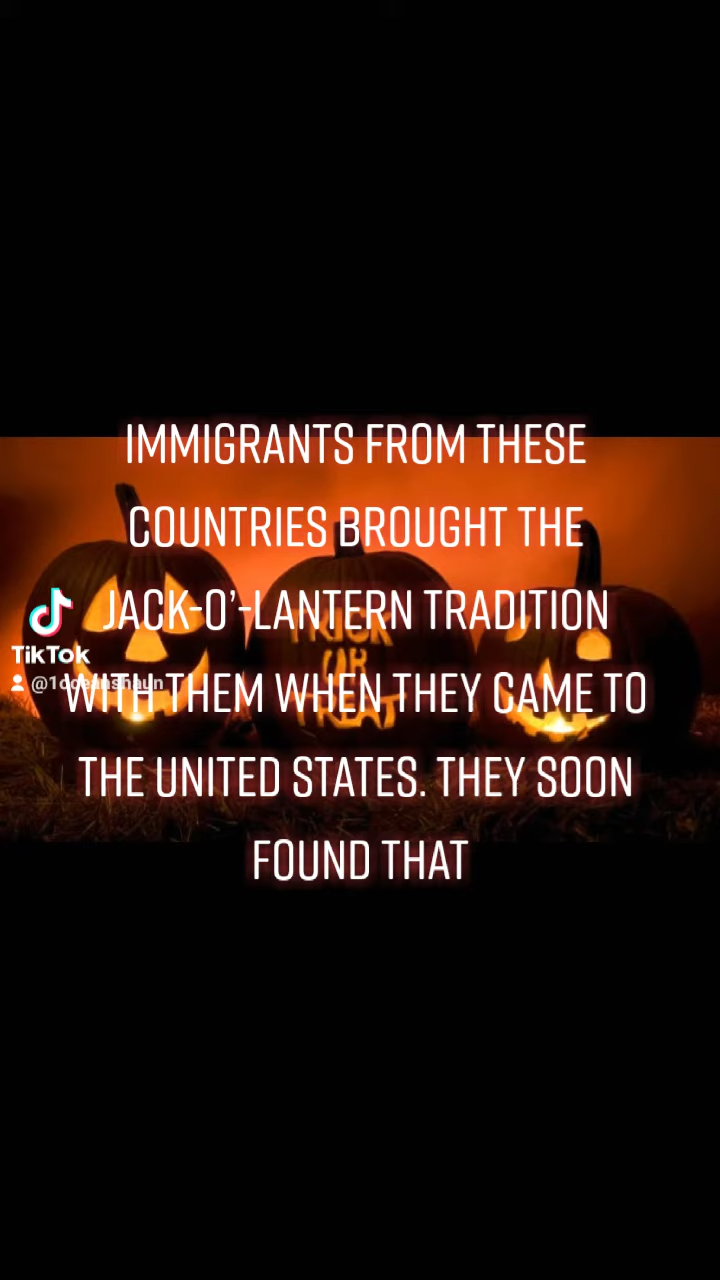 IMMIGRANTS FROM THESE
COUNTRIES BROUGHT THE
JACK-O'-LANTERN TRADITION
WITH THEM WHEN THEY CAME TO
THE UNITED STATES. THEY SOON
FOUND THAT
TRICK
OR
TREAT
TikTok